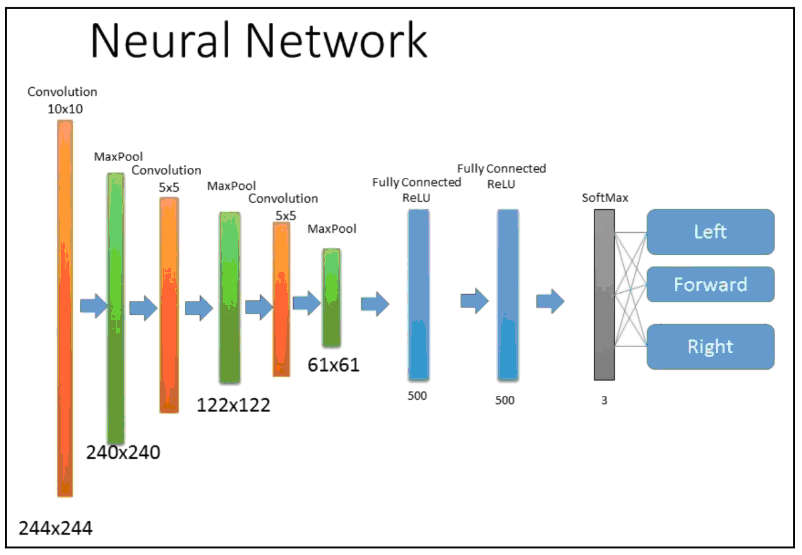 Neural Network
Convolution
10x10
MaxPool
Convolution
5x5
MaxPool
Convolution
5x5
MaxPool
Fully Connected
ReLU
Fully Connected
ReLU
SoftMax
Left
Forward
Right
244x244
240x240
122x122
61x61
500
500
3